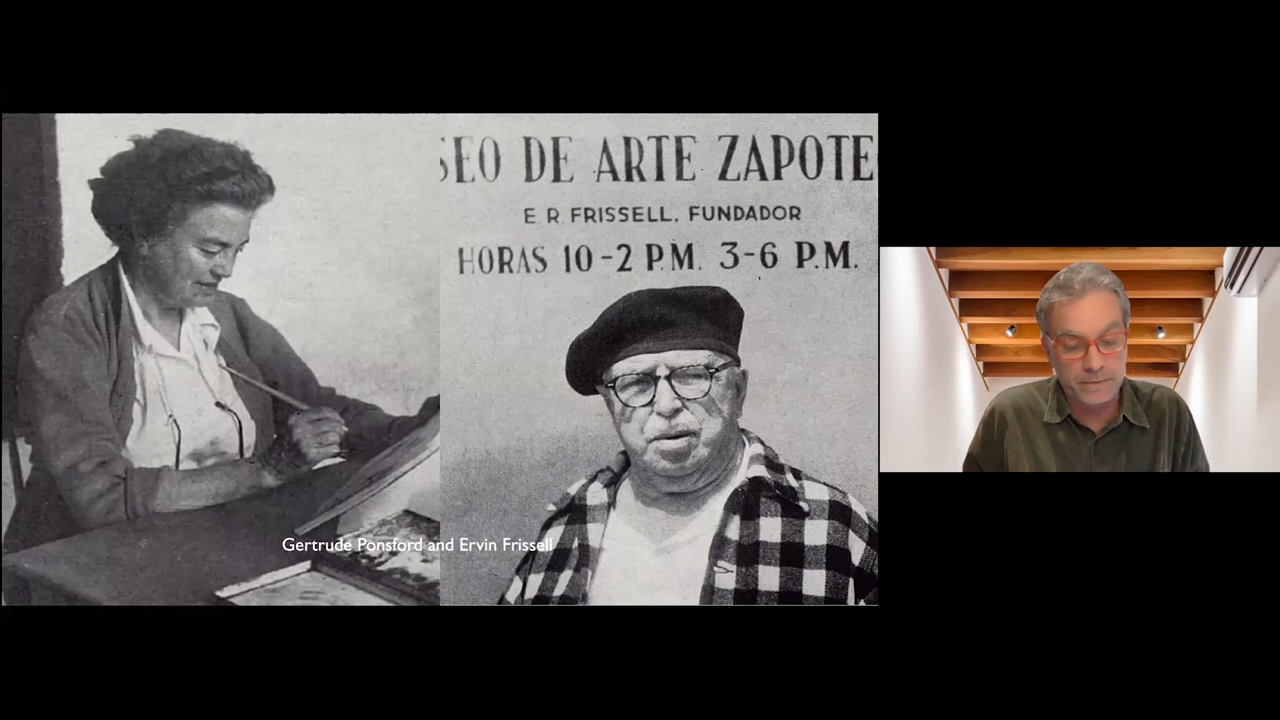 SEO DE ARTE ZAPOTE
E. R. FRISSELL, FUNDADOR
HORAS 10-2 P.M. 3-6 P.M.
Gertrude Ponsford and Ervin Frissell